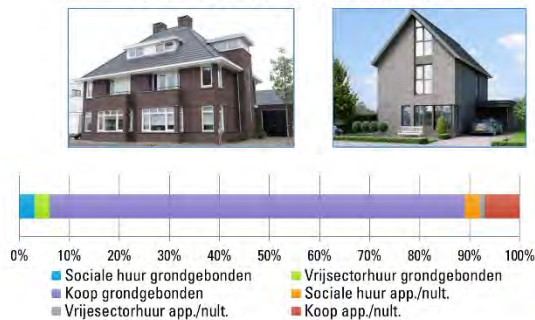 0% 10% 20% 30% 40% 50% 60% 70% 80% 90% 100%
Sociale huur grondgebonden Vrijsectorhuur grondgebonden
Koop grondgebonden Sociale huur app./nult.
Vrijesectorhuur app./nult. Koop app./nult.